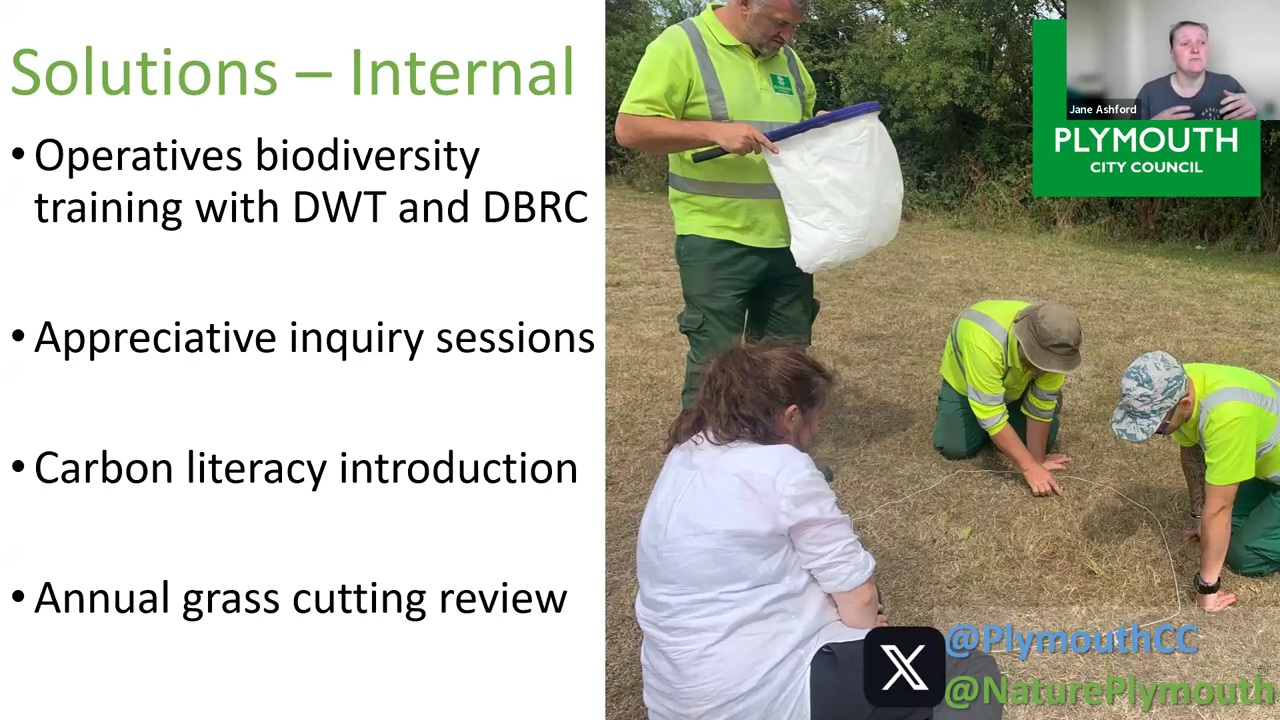 Solutions – Internal
• Operatives biodiversity
training with DWT and DBRC
• Appreciative inquiry sessions
• Carbon literacy introduction
• Annual grass cutting review
Jane Ashford
PLYMOUTH
CITY COUNCIL
X
@PlymouthCC
@NaturePlymouth